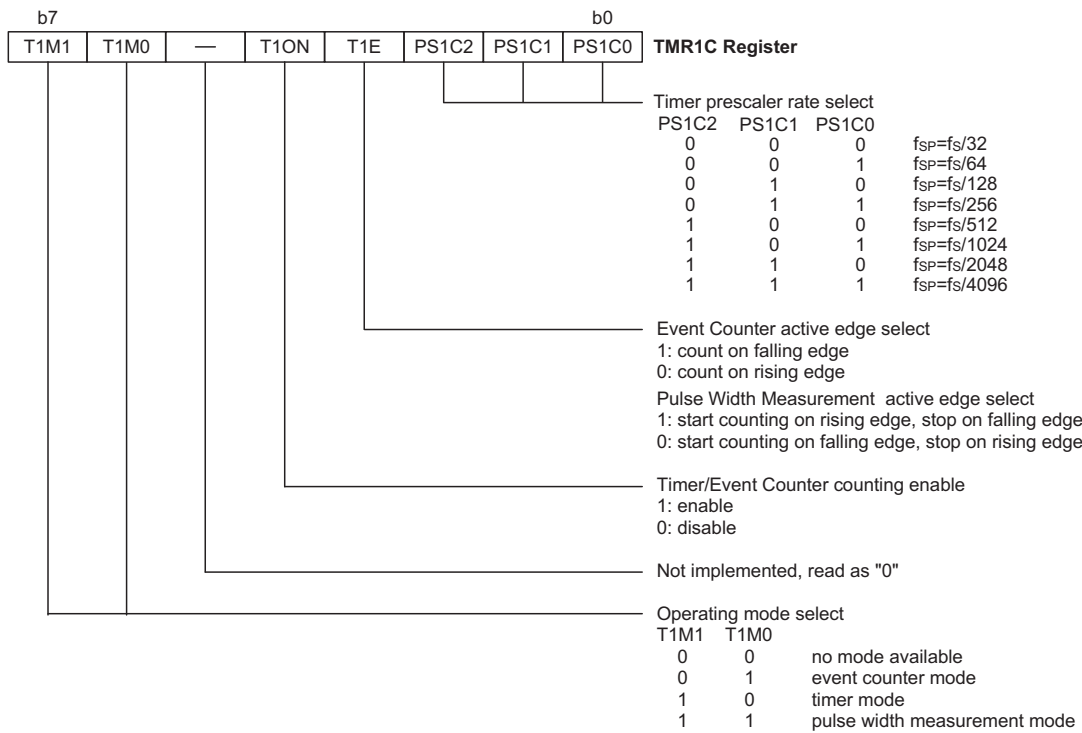 b7 b0
T1M1 T1M0 — T1ON T1E PS1C2 PS1C1 PS1C0 TMR1C Register
Timer prescaler rate select
PS1C2 PS1C1 PS1C0
0 0 0 fSP=fS/32
0 0 1 fSP=fS/64
0 1 0 fSP=fS/128
0 1 1 fSP=fS/256
1 0 0 fSP=fS/512
1 0 1 fSP=fS/1024
1 1 0 fSP=fS/2048
1 1 1 fSP=fS/4096
Event Counter active edge select
1: count on falling edge
0: count on rising edge
Pulse Width Measurement active edge select
1: start counting on rising edge, stop on falling edge
0: start counting on falling edge, stop on rising edge
Timer/Event Counter counting enable
1: enable
0: disable
Not implemented, read as "0"
Operating mode select
T1M1 T1M0
0 0 no mode available
0 1 event counter mode
1 0 timer mode
1 1 pulse width measurement mode